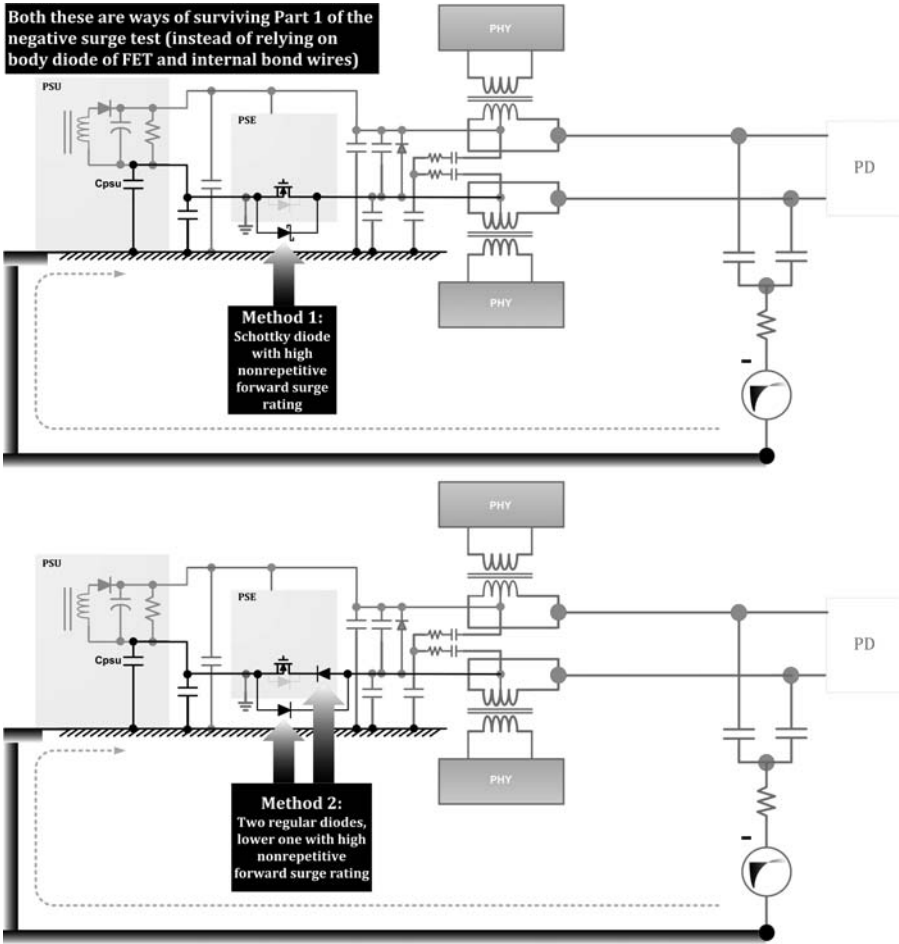 Both these are ways of surviving Part 1 of the
negative surge test (instead of relying on
body diode of FET and internal bond wires)
PHY
PSU
PSE
PD
Cpsu
PHY
Method 1:
Schottky diode
with high
nonrepetitive
forward surge
rating
-
PHY
PSU
PSE
PD
Cpsu
PHY
Method 2:
Two regular diodes,
lower one with high
nonrepetitive
forward surge rating
-